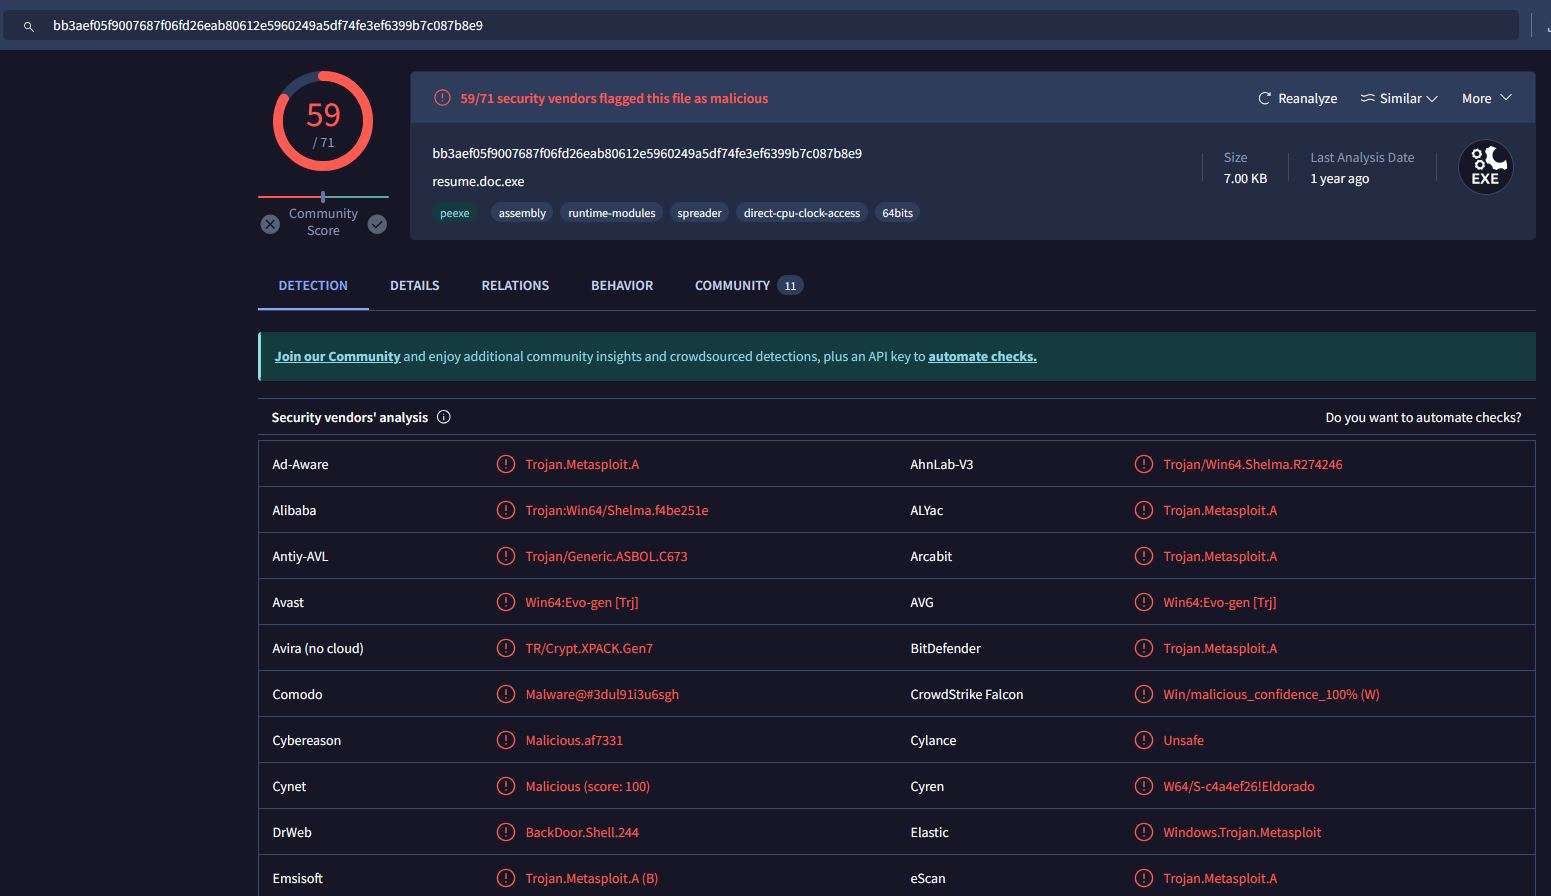 bb3aef05f9007687f06fd26eab80612e5960249a5df74fe3ef6399b7c087b8e9
59
/ 71
Community
Score
59/71 security vendors flagged this file as malicious
Reanalyze
Similar
More
bb3aef05f9007687f06fd26eab80612e5960249a5df74fe3ef6399b7c087b8e9
resume.doc.exe
Size
7.00 KB
Last Analysis Date
1 year ago
EXE
peexe assembly runtime-modules spreader direct-cpu-clock-access 64bits
DETECTION DETAILS RELATIONS BEHAVIOR COMMUNITY 11
Join our Community and enjoy additional community insights and crowdsourced detections, plus an API key to automate checks.
Security vendors' analysis Do you want to automate checks?
Ad-Aware Trojan.Metasploit.A AhnLab-V3 Trojan/Win64.Shelma.R274246
Alibaba Trojan:Win64/Shelma.f4be251e ALYac Trojan.Metasploit.A
Antiy-AVL Trojan/Generic.ASBOL.C673 Arcabit Trojan.Metasploit.A
Avast Win64:Evo-gen [Trj] AVG Win64:Evo-gen [Trj]
Avira (no cloud) TR/Crypt.XPACK.Gen7 BitDefender Trojan.Metasploit.A
Comodo Malware@#3dul91i3u6sgh CrowdStrike Falcon Win/malicious_confidence_100% (W)
Cybereason Malicious.af7331 Cylance Unsafe
Cynet Malicious (score: 100) Cyren W64/S-c4a4ef26!Eldorado
DrWeb BackDoor.Shell.244 Elastic Windows.Trojan.Metasploit
Emsisoft Trojan.Metasploit.A (B) eScan Trojan.Metasploit.A